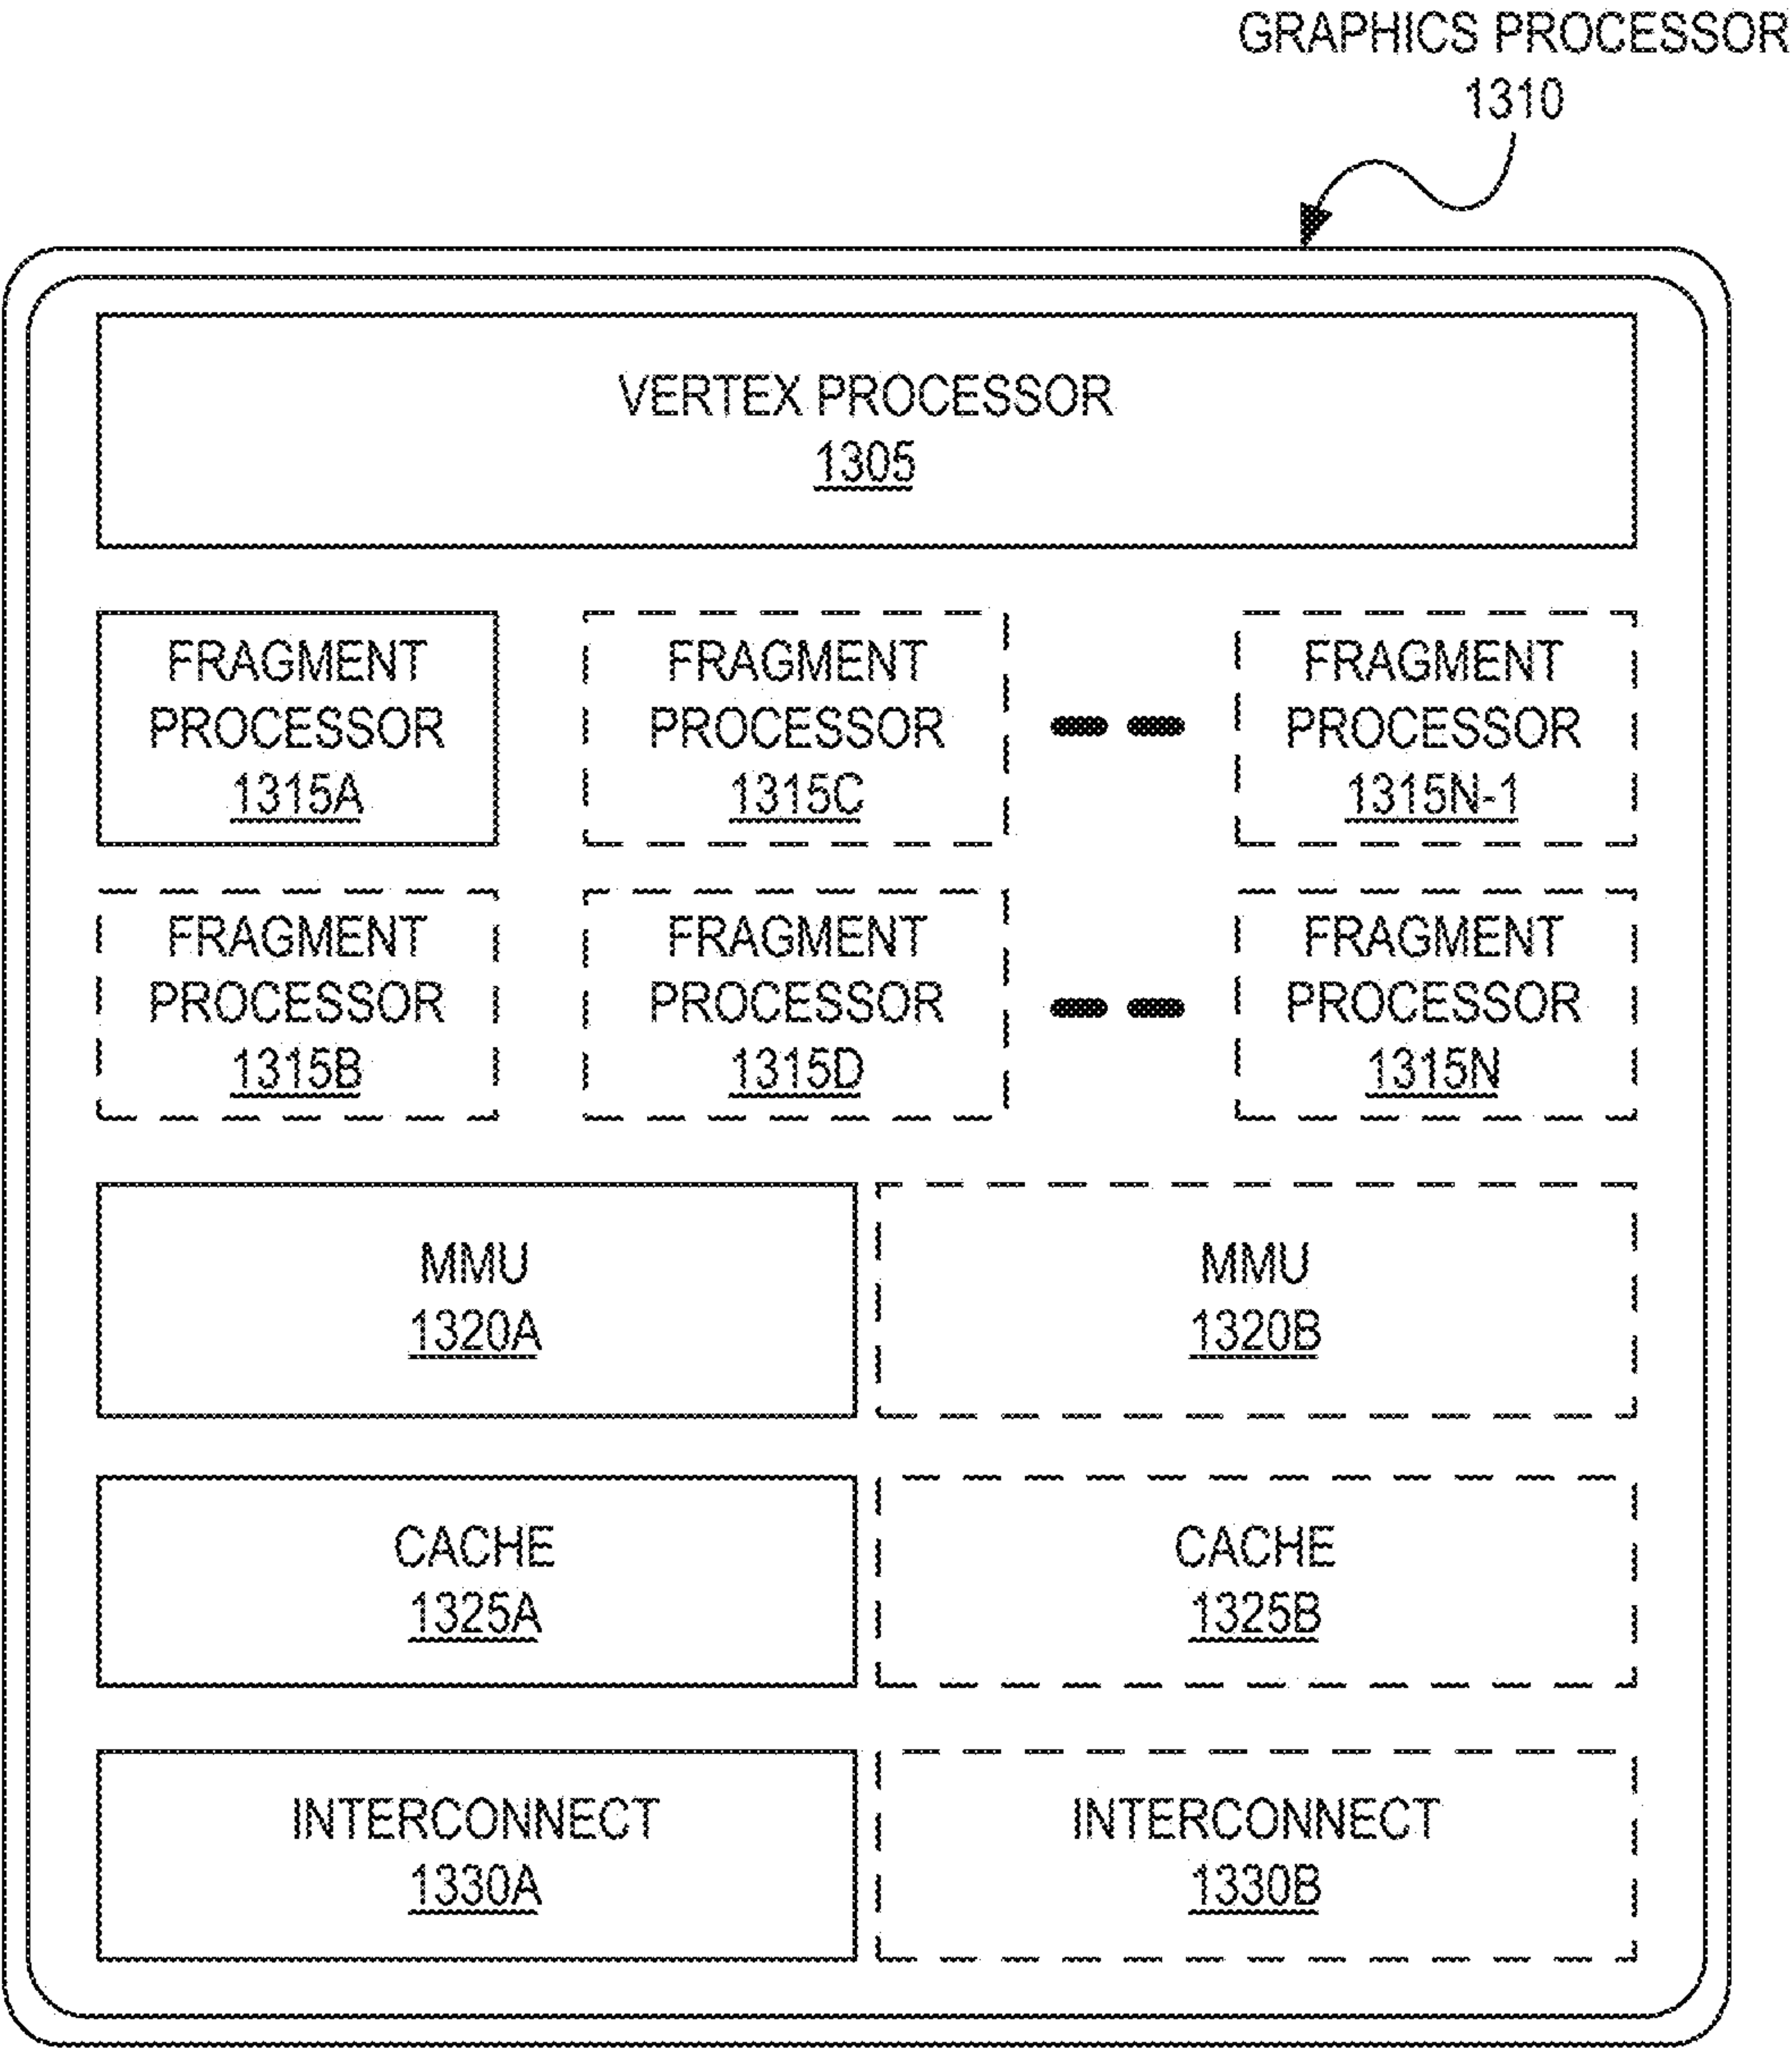 GRAPHICS PROCESSOR
1310
VERTEX PROCESSOR
1305
FRAGMENT
PROCESSOR
1315A
FRAGMENT
PROCESSOR
1315C
FRAGMENT
PROCESSOR
1315N-1
FRAGMENT
PROCESSOR
1315B
FRAGMENT
PROCESSOR
1315D
FRAGMENT
PROCESSOR
1315N
MMU
1320A
MMU
1320B
CACHE
1325A
CACHE
1325B
INTERCONNECT
1330A
INTERCONNECT
1330B